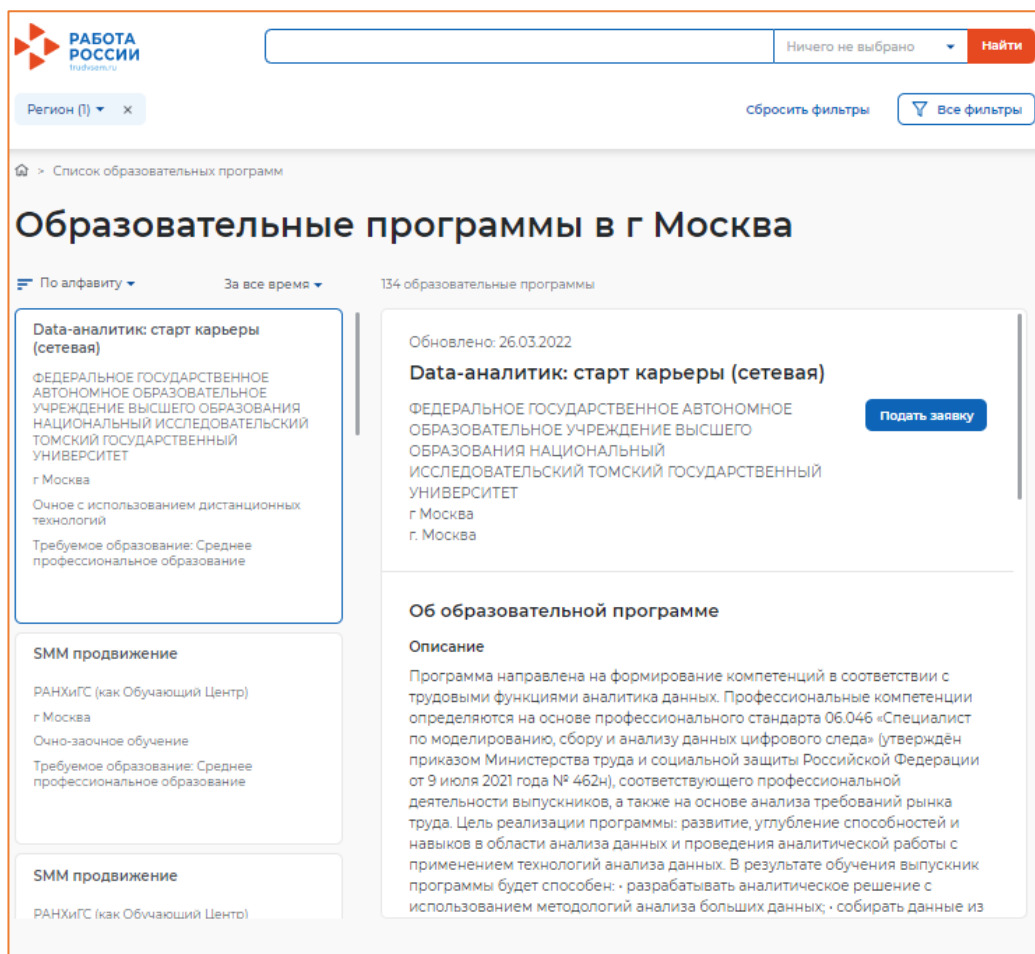 РАБОТА
РОССИИ
trudvsem.ru
Ничего не выбрано
Найти
Регион (1)
×
Сбросить фильтры
Все фильтры
> Список образовательных программ
Образовательные программы в г Москва
По алфавиту
За все время
134 образовательные программы
Data-аналитик: старт карьеры
(сетевая)
ФЕДЕРАЛЬНОЕ ГОСУДАРСТВЕННОЕ
АВТОНОМНОЕ ОБРАЗОВАТЕЛЬНОЕ
УЧРЕЖДЕНИЕ ВЫСШЕГО ОБРАЗОВАНИЯ
НАЦИОНАЛЬНЫЙ ИССЛЕДОВАТЕЛЬСКИЙ
ТОМСКИЙ ГОСУДАРСТВЕННЫЙ
УНИВЕРСИТЕТ
г Москва
Очное с использованием дистанционных
технологий
Требуемое образование: Среднее
профессиональное образование
SMM продвижение
РАНХиГС (как Обучающий Центр)
г Москва
Очно-заочное обучение
Требуемое образование: Среднее
профессиональное образование
SMM продвижение
РАНХиГС (как Обучающий Центр)
Обновлено: 26.03.2022
Data-аналитик: старт карьеры (сетевая)
ФЕДЕРАЛЬНОЕ ГОСУДАРСТВЕННОЕ АВТОНОМНОЕ
ОБРАЗОВАТЕЛЬНОЕ УЧРЕЖДЕНИЕ ВЫСШЕГО
ОБРАЗОВАНИЯ НАЦИОНАЛЬНЫЙ
ИССЛЕДОВАТЕЛЬСКИЙ ТОМСКИЙ ГОСУДАРСТВЕННЫЙ
УНИВЕРСИТЕТ
г Москва
г. Москва
Подать заявку
Об образовательной программе
Описание
Программа направлена на формирование компетенций в соответствии с
трудовыми функциями аналитика данных. Профессиональные компетенции
определяются на основе профессионального стандарта 06.046 «Специалист
по моделированию, сбору и анализу данных цифрового следа» (утверждён
приказом Министерства труда и социальной защиты Российской Федерации
от 9 июля 2021 года № 462н), соответствующего профессиональной
деятельности выпускников, а также на основе анализа требований рынка
труда. Цель реализации программы: развитие, углубление способностей и
навыков в области анализа данных и проведения аналитической работы с
применением технологий анализа данных. В результате обучения выпускник
программы будет способен: • разрабатывать аналитическое решение с
использованием методологий анализа больших данных; • собирать данные из